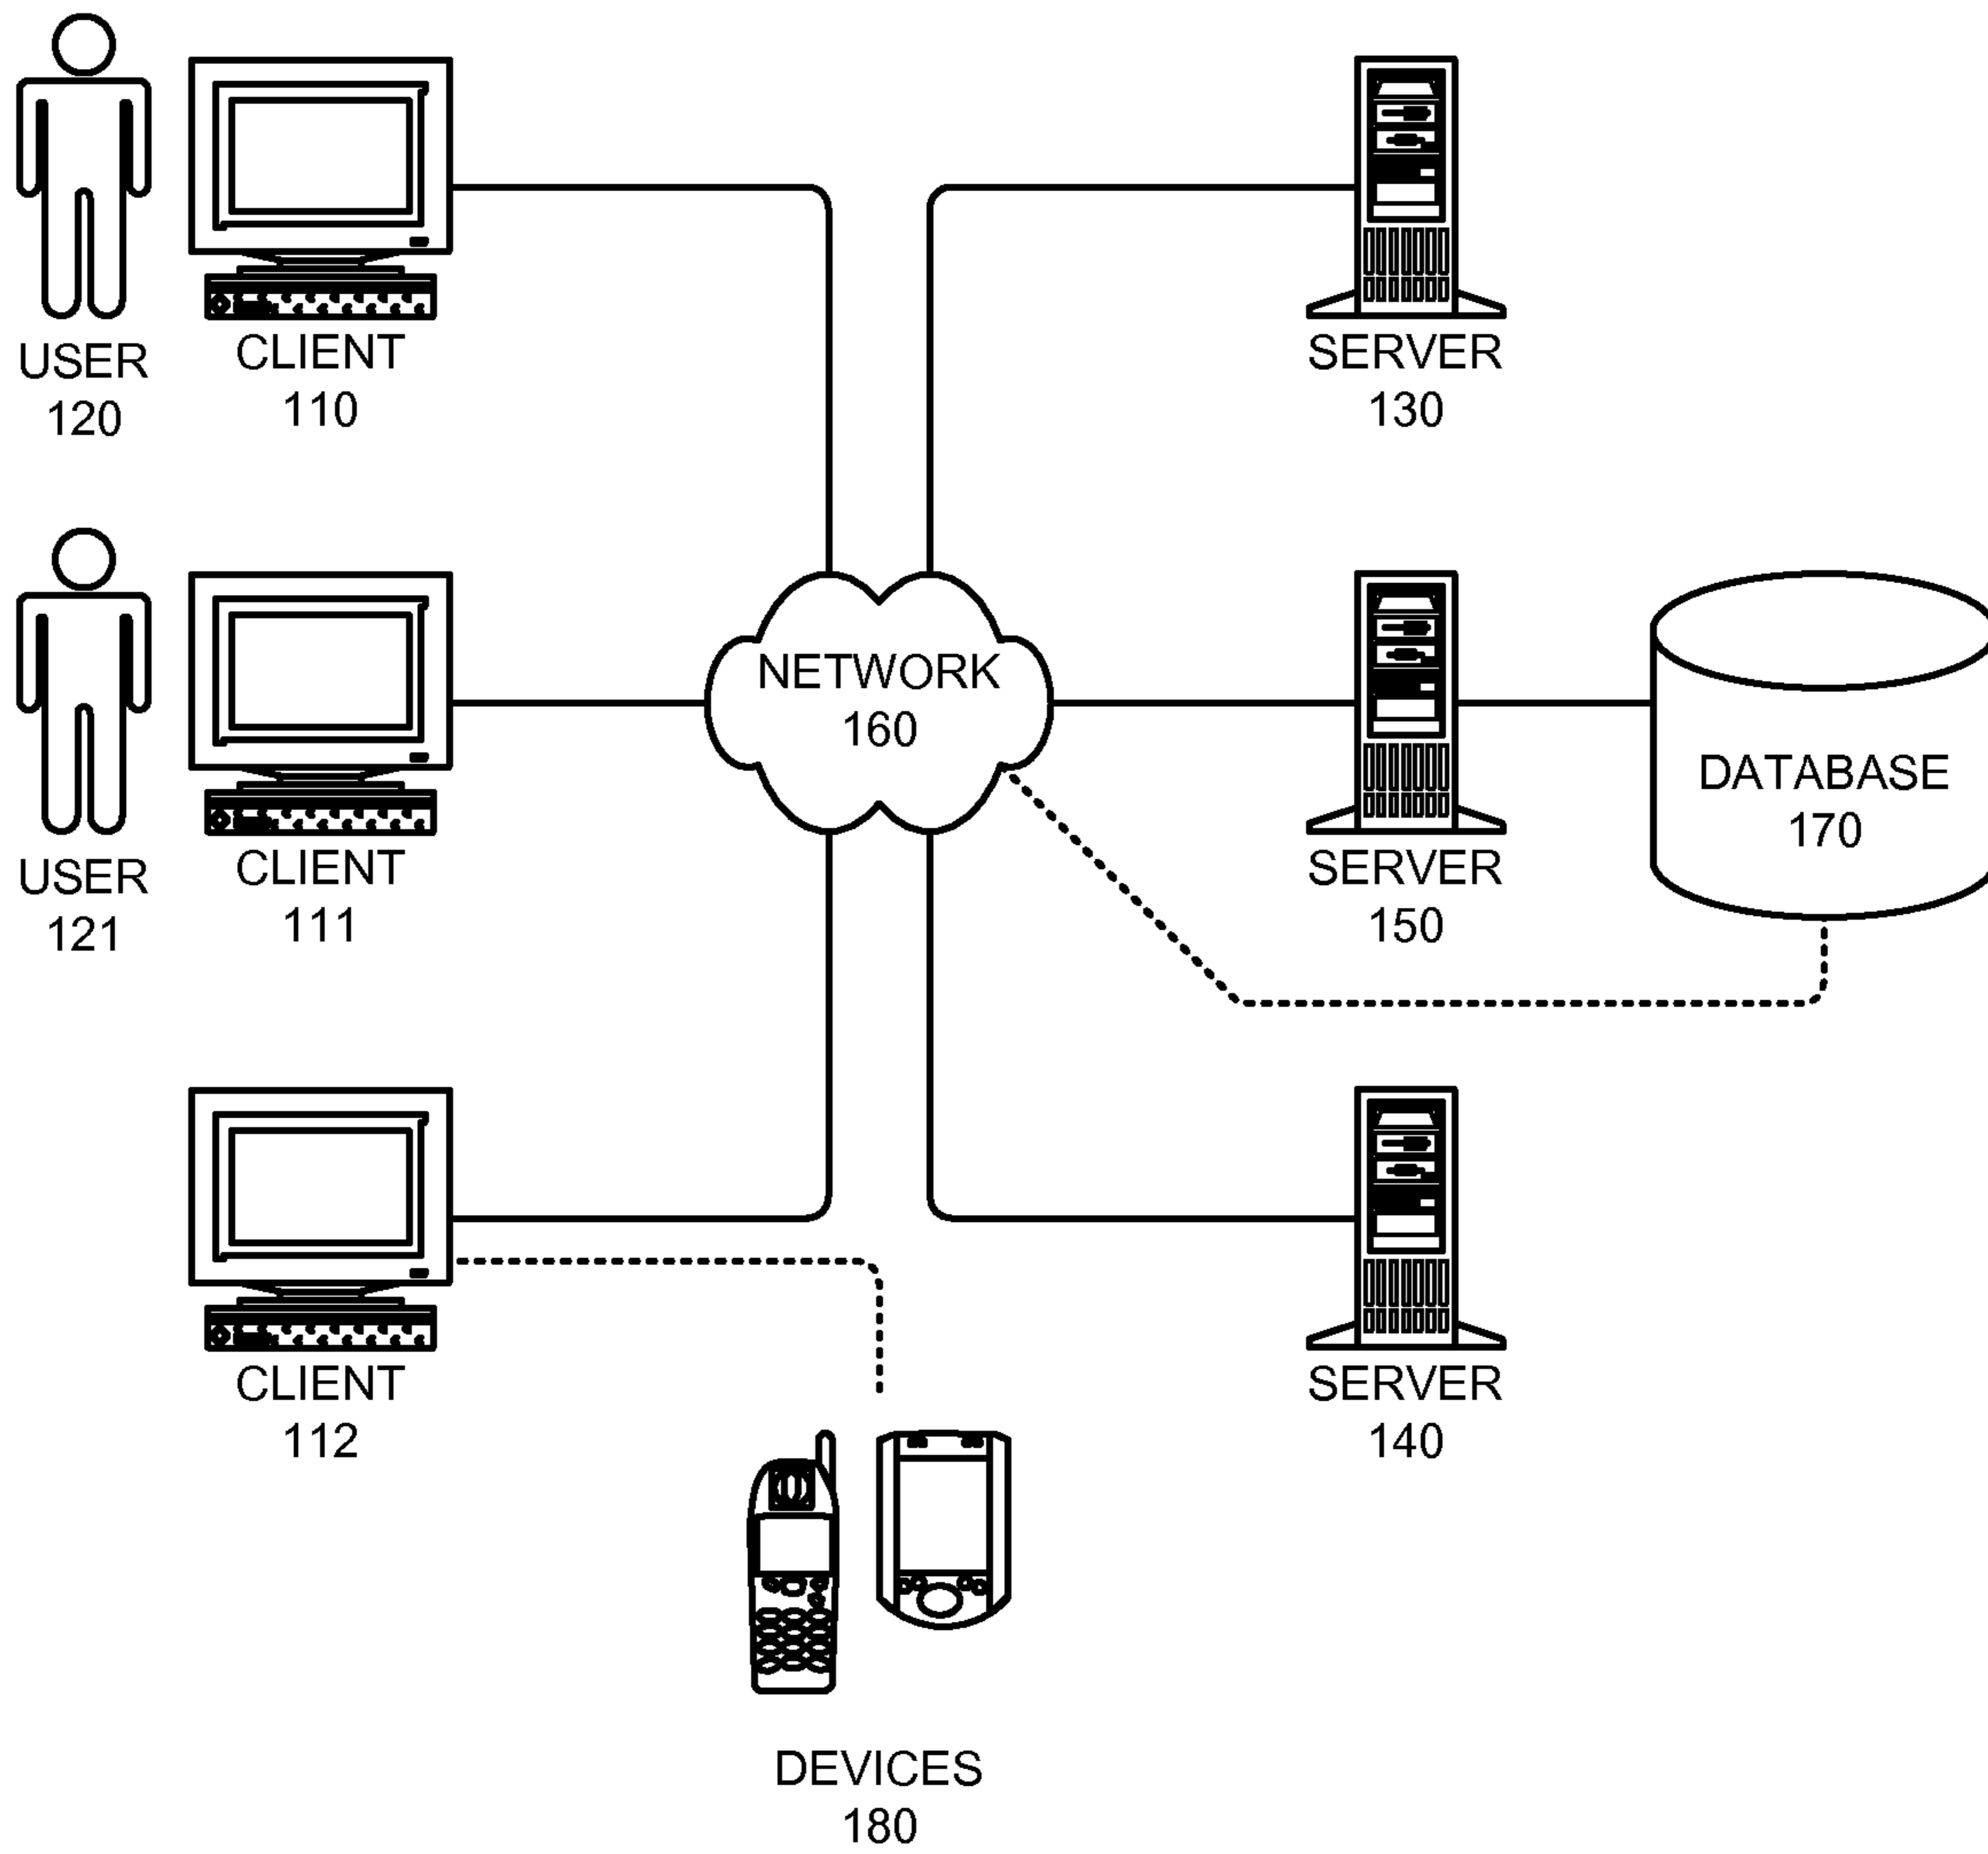 USER
120
CLIENT
110
SERVER
130
USER
121
CLIENT
111
NETWORK
160
SERVER
150
DATABASE
170
CLIENT
112
SERVER
140
DEVICES
180